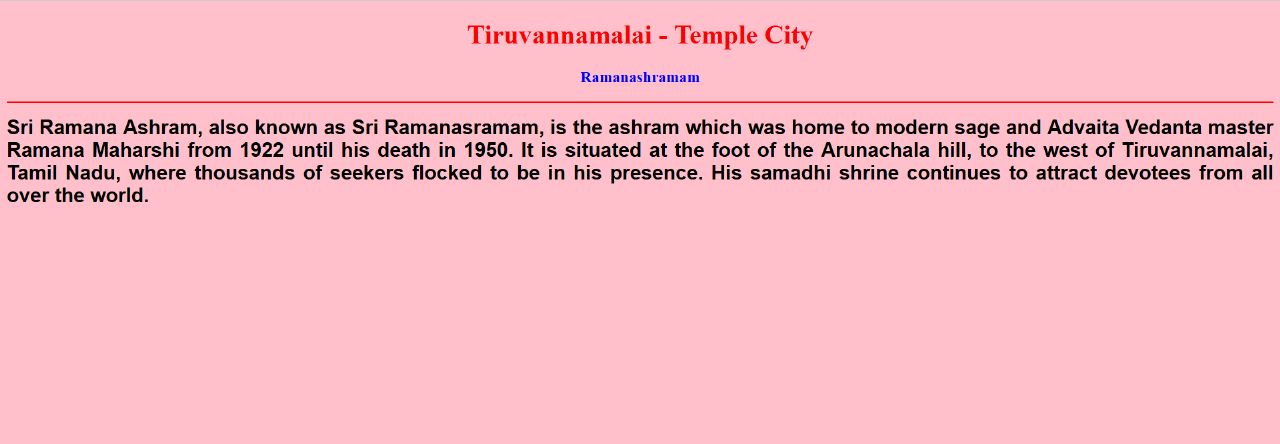 Tiruvannamalai - Temple City
Ramanashramam
Sri Ramana Ashram, also known as Sri Ramanasramam, is the ashram which was home to modern sage and Advaita Vedanta master
Ramana Maharshi from 1922 until his death in 1950. It is situated at the foot of the Arunachala hill, to the west of Tiruvannamalai,
Tamil Nadu, where thousands of seekers flocked to be in his presence. His samadhi shrine continues to attract devotees from all
over the world.